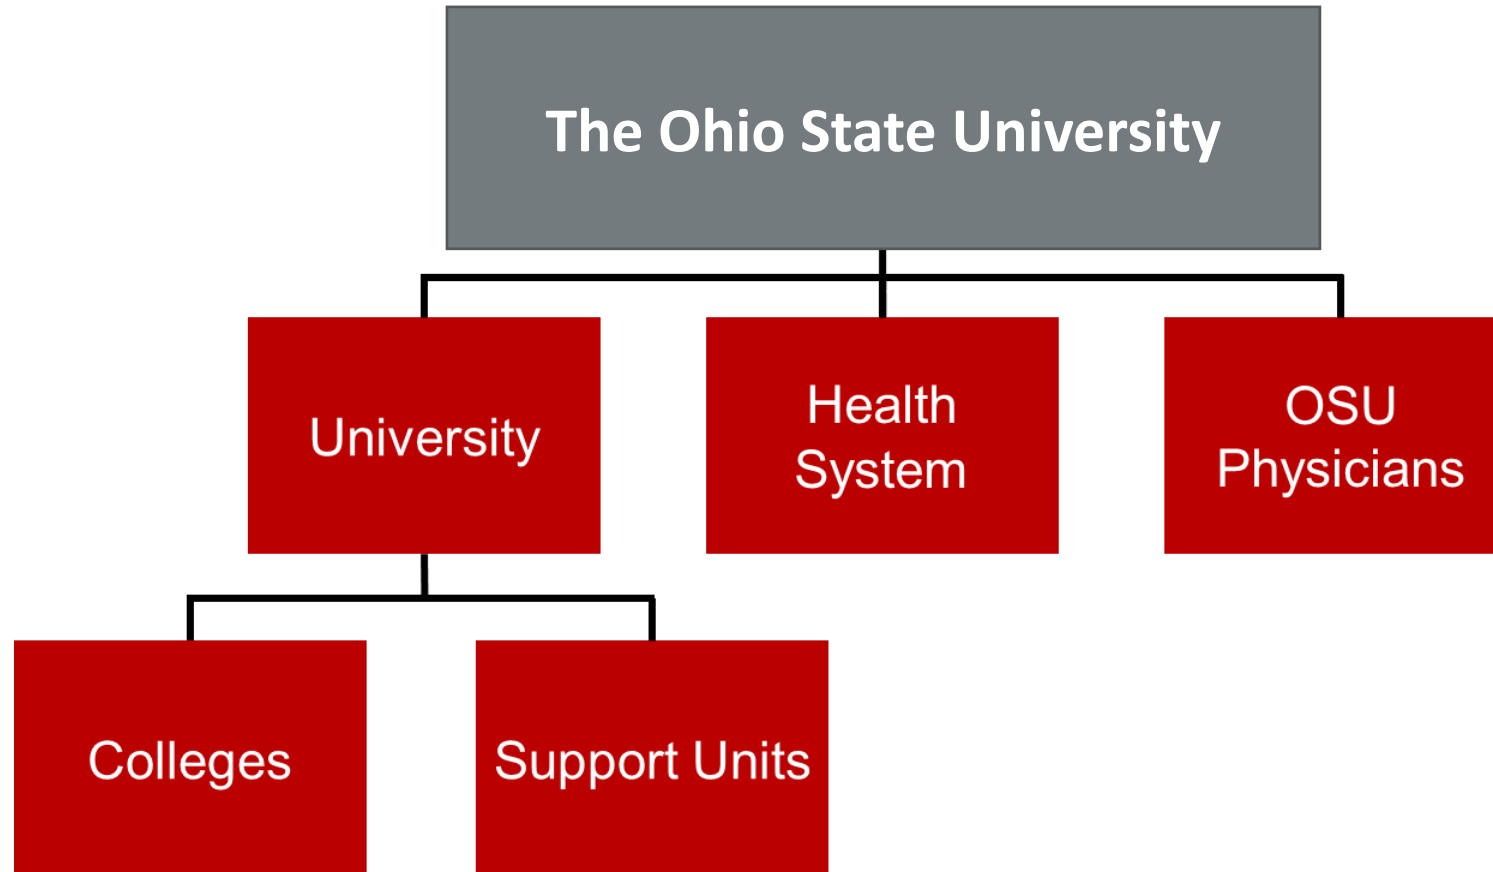 The Ohio State University
University
Health
System
OSU
Physicians
Colleges
Support Units